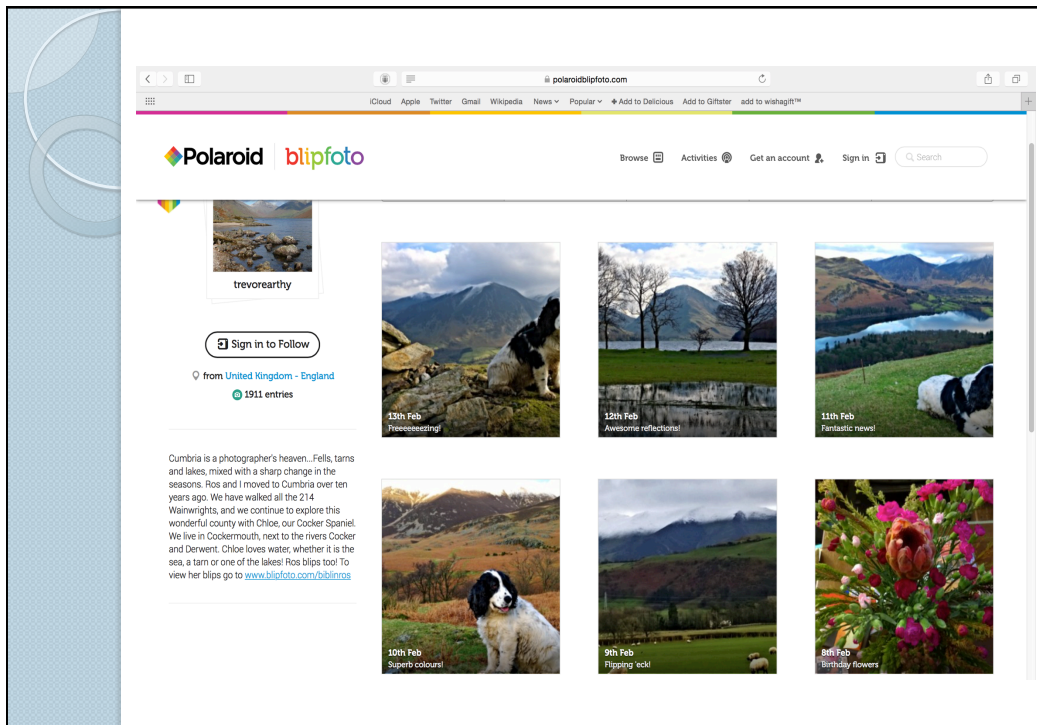 polaroidblipfoto.com
iCloud Apple Twitter Gmail Wikipedia News Popular Add to Delicious Add to Giftster add to wishagift™
Polaroid blipfoto
Browse Activities Get an account Sign in Search
trevorearthy
Sign in to Follow
from United Kingdom - England
1911 entries
Cumbria is a photographer's heaven...Fells, tarns
and lakes, mixed with a sharp change in the
seasons. Ros and I moved to Cumbria over ten
years ago. We have walked all the 214
Wainwrights, and we continue to explore this
wonderful county with Chloe, our Cocker Spaniel.
We live in Cockermouth, next to the rivers Cocker
and Derwent. Chloe loves water, whether it is the
sea, a tarn or one of the lakes! Ros blips too! To
view her blips go to www.blipfoto.com/biblinros
13th Feb
Freeeeeeezing!
12th Feb
Awesome reflections!
11th Feb
Fantastic news!
10th Feb
Superb colours!
9th Feb
Flipping 'eck!
8th Feb
Birthday flowers